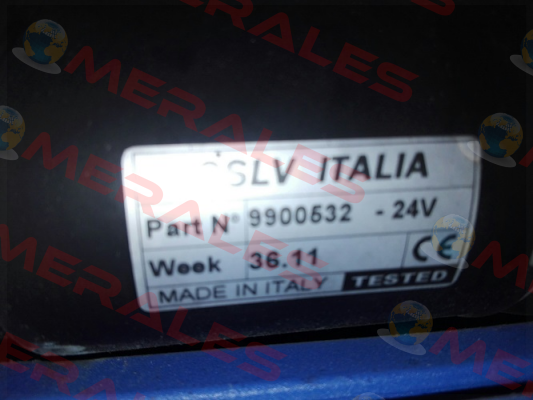 SLV ITALIA
Part N° 9900532 - 24V
Week 36.11 CE
MADE IN ITALY TESTED
MERALES
MERALES
MERALES